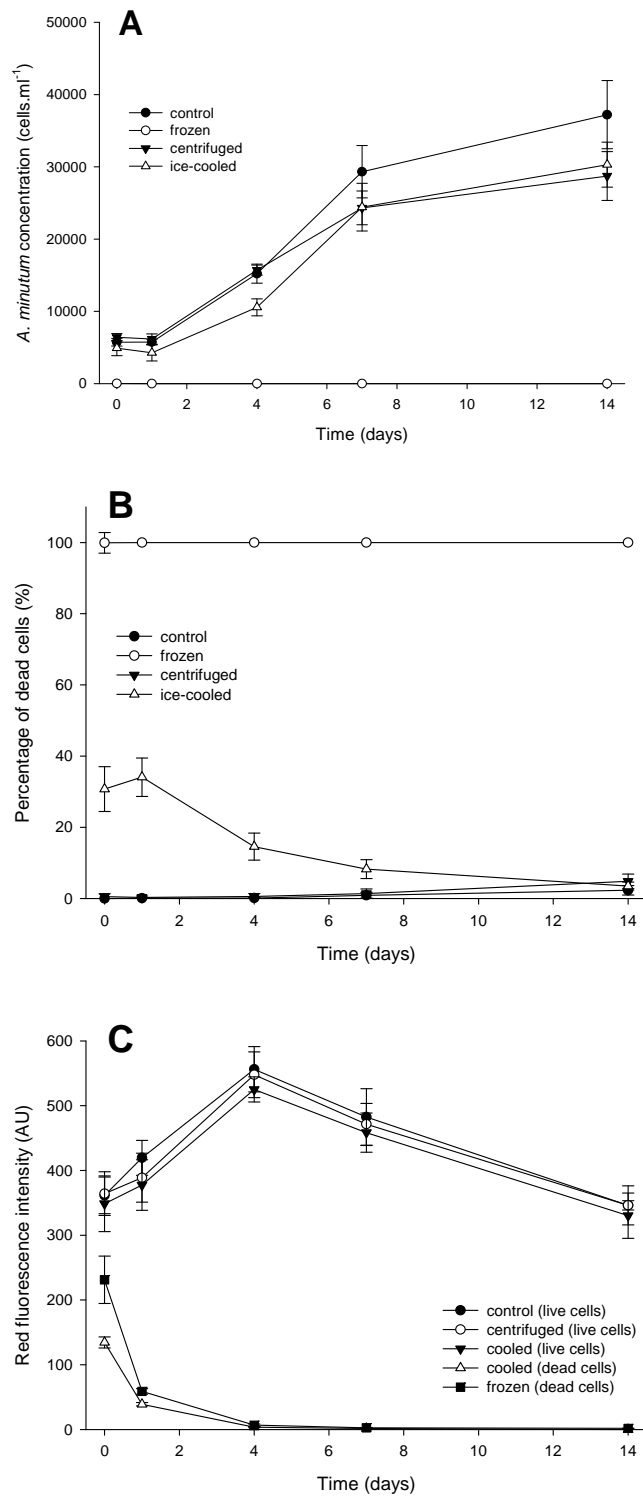 A
50000
40000
30000
20000
10000
0
A. minutum concentration (cells.ml-1)
control
frozen
centrifuged
ice-cooled
0 2 4 6 8 10 12 14
Time (days)
B
100
80
60
40
20
0
Percentage of dead cells (%)
control
frozen
centrifuged
ice-cooled
0 2 4 6 8 10 12 14
Time (days)
C
600
500
400
300
200
100
0
Red fluorescence intensity (AU)
control (live cells)
centrifuged (live cells)
cooled (live cells)
cooled (dead cells)
frozen (dead cells)
0 2 4 6 8 10 12 14
Time (days)